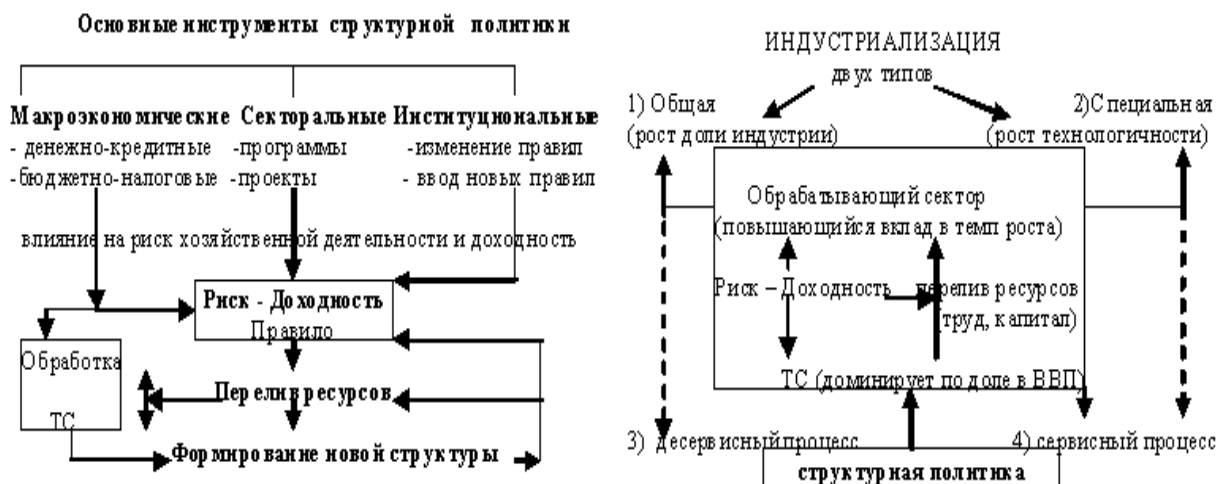 Основные инструменты структурной политики
Макроэкономические Секторальные Институциональные
- денежно-кредитные -программы -изменение правил
-бюджетно-налоговые -проекты - ввод новых правил
влияние на риск хозяйственной деятельности и доходность
Риск - Доходность
Правило
Обработка
ТС
Перелив ресурсов
Формирование новой структуры
ИНДУСТРИАЛИЗАЦИЯ
двух типов
1) Общая
(рост доли индустрии)
2)Специальная
(рост технологичности)
Обрабатывающий сектор
(повышающийся вклад в темп роста)
Риск – Доходность перелив ресурсов
(труд, капитал)
ТС (доминирует по доле в ВВП)
3) десервисный процесс 4) сервисный процесс
структурная политика